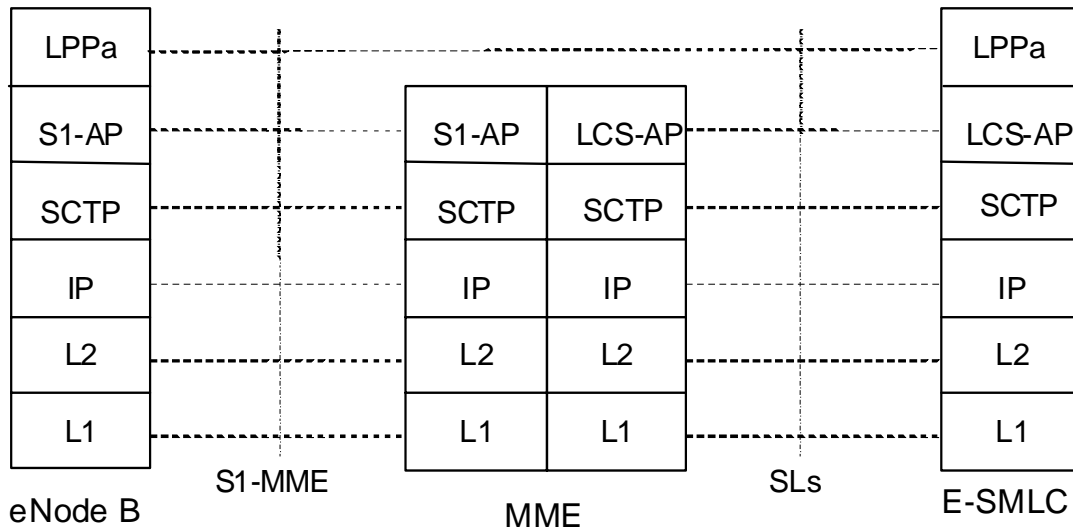 LPPa LPPa
S1-AP S1-AP LCS-AP LCS-AP
SCTP SCTP SCTP SCTP
IP IP IP IP
L2 L2 L2 L2
L1 L1 L1 L1
S1-MME SLs
eNode B MME E-SMLC